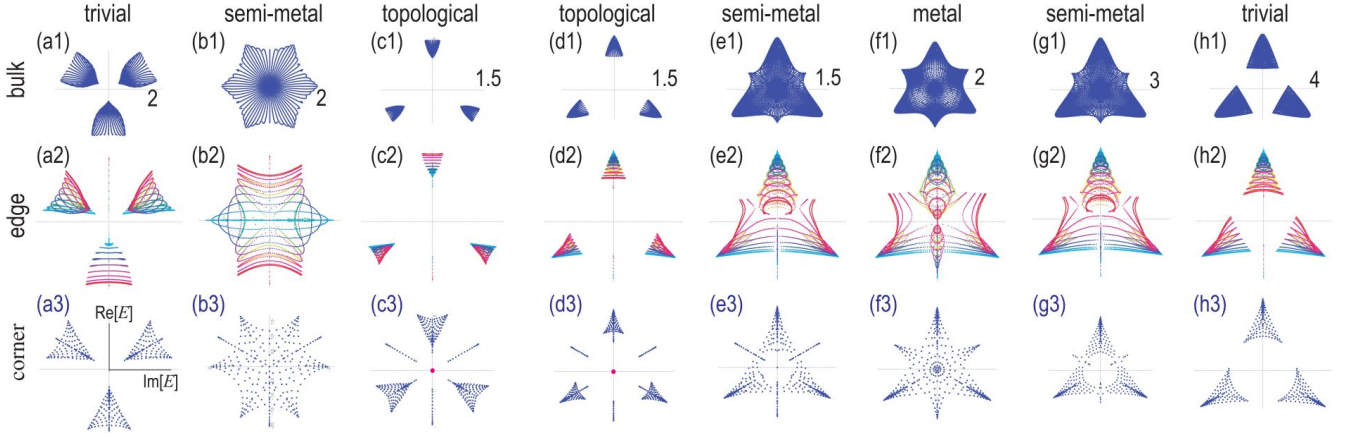 trivial semi-metal topological topological semi-metal metal semi-metal trivial
bulk
(a1) (b1) (c1) (d1) (e1) (f1) (g1) (h1)
2 2 1.5 1.5 1.5 2 3 4
edge
(a2) (b2) (c2) (d2) (e2) (f2) (g2) (h2)
corner
(a3) (b3) (c3) (d3) (e3) (f3) (g3) (h3)
Re[E]
Im[E]